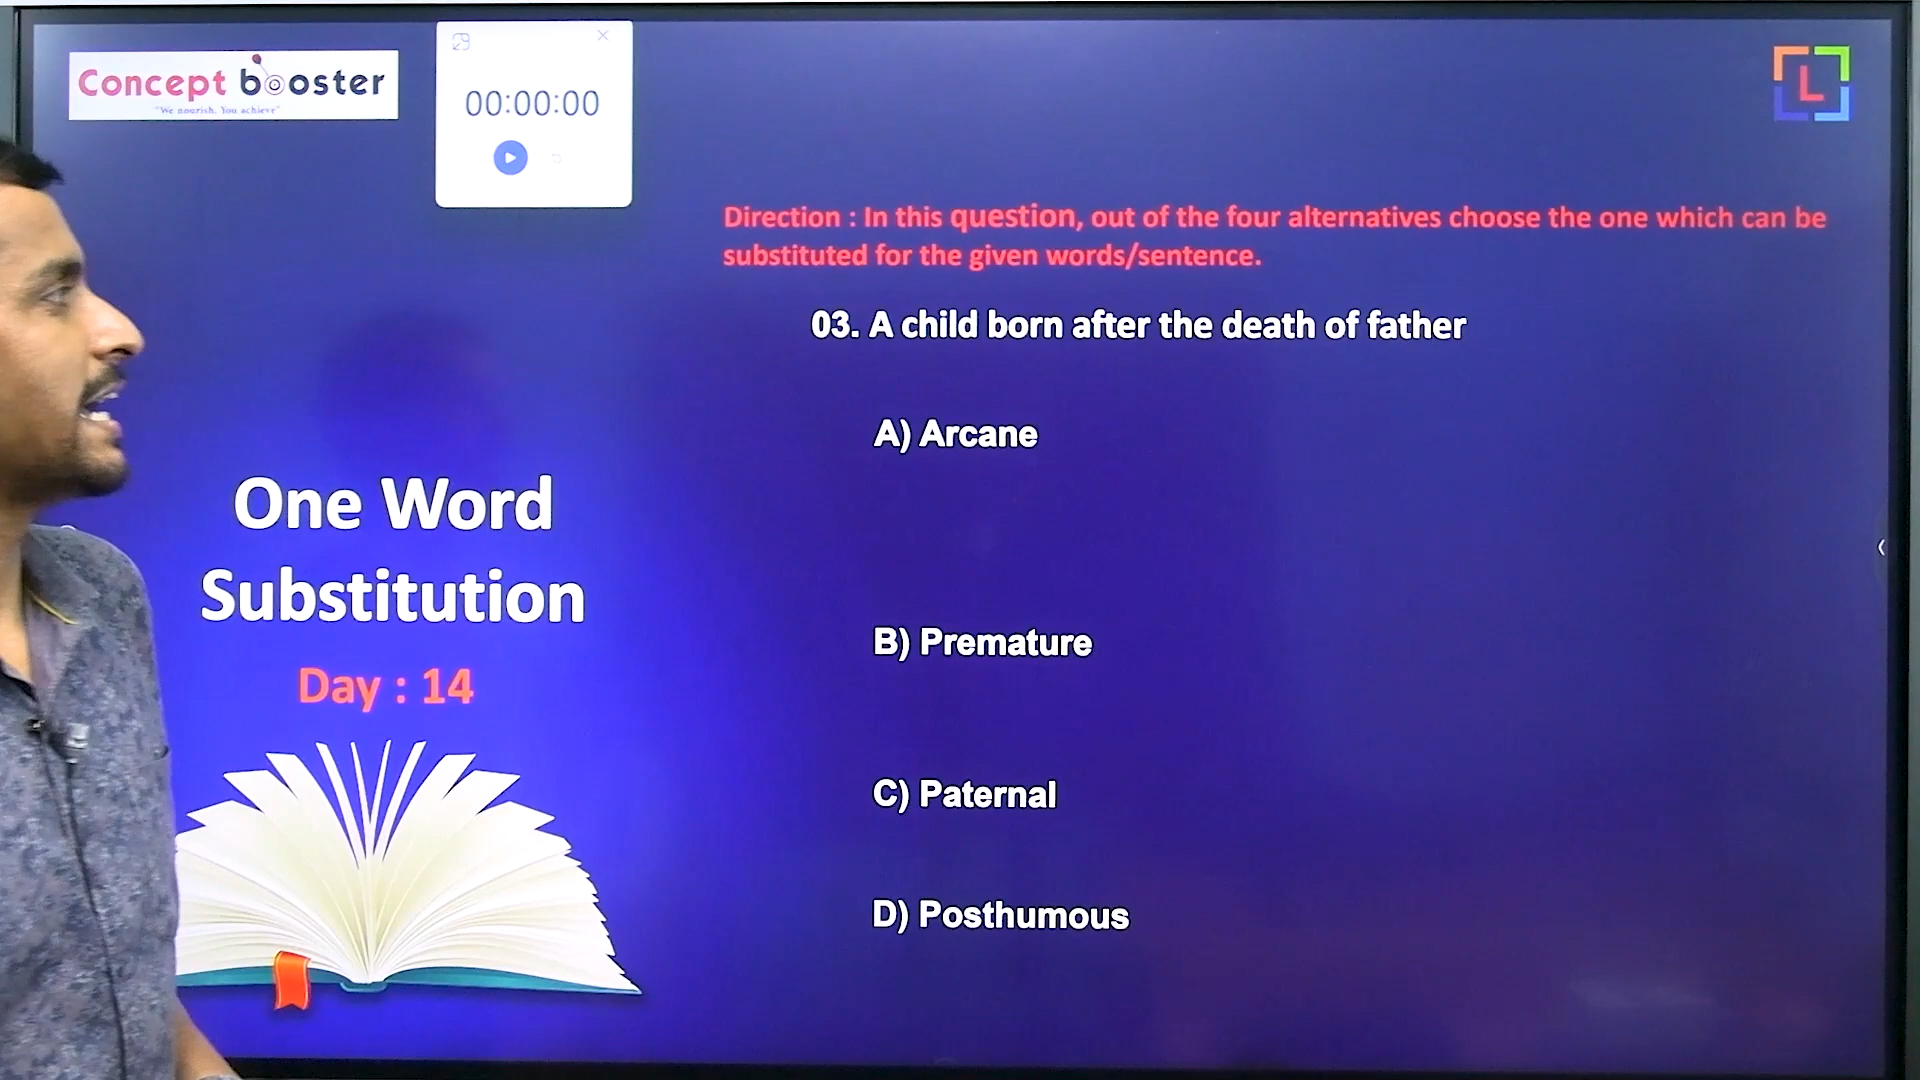 Concept booster
"We nourish. You achieve"
00:00:00
L
Direction : In this question, out of the four alternatives choose the one which can be
substituted for the given words/sentence.
03. A child born after the death of father
A) Arcane
B) Premature
C) Paternal
D) Posthumous
One Word
Substitution
Day : 14